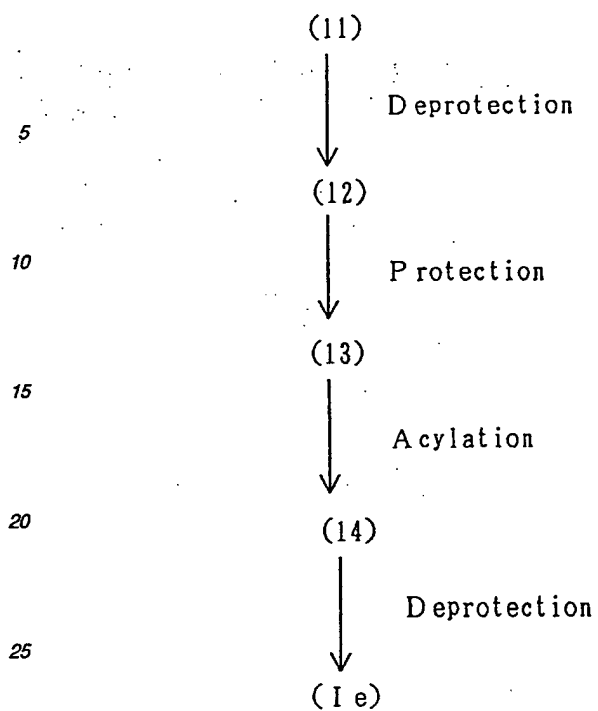 (11)
Deprotection
5
(12)
10
Protection
(13)
15
Acylation
20
(14)
Deprotection
25
(Ie)